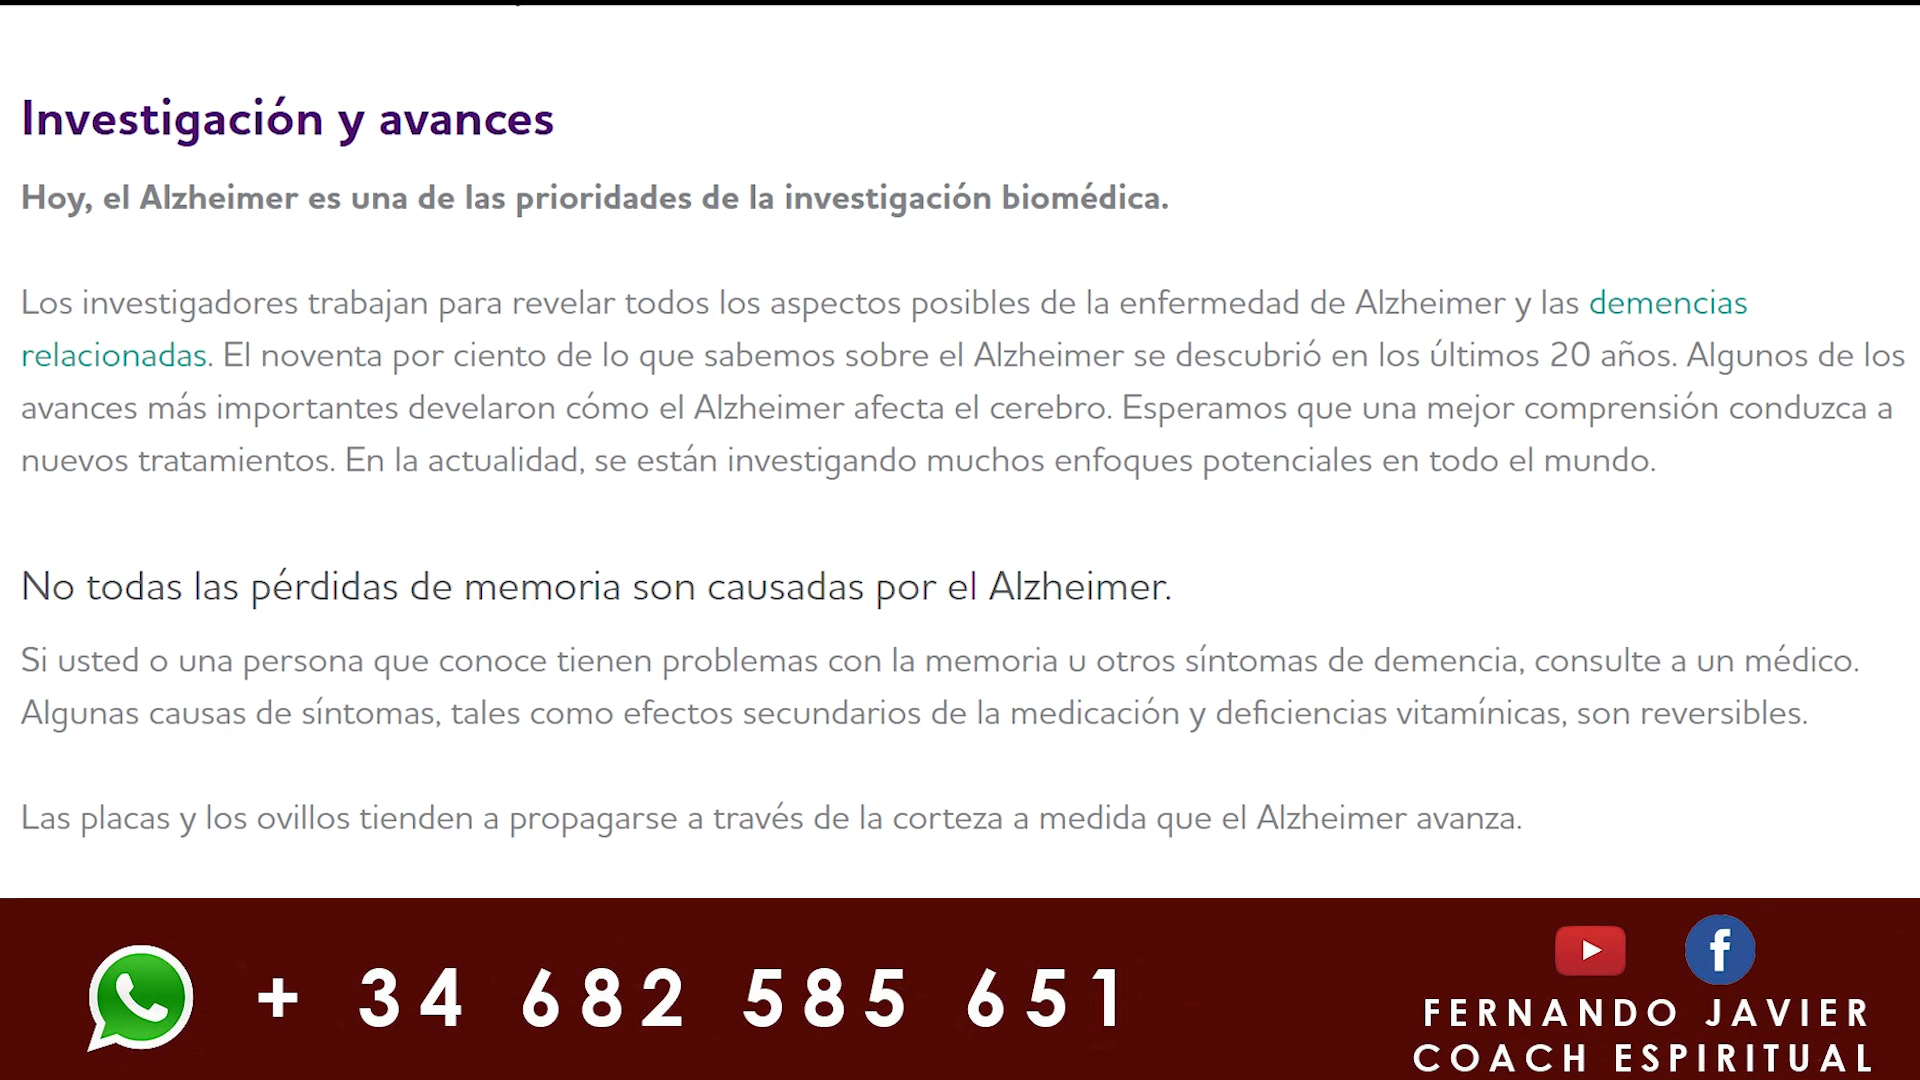 Investigación y avances
Hoy, el Alzheimer es una de las prioridades de la investigación biomédica.
Los investigadores trabajan para revelar todos los aspectos posibles de la enfermedad de Alzheimer y las demencias
relacionadas. El noventa por ciento de lo que sabemos sobre el Alzheimer se descubrió en los últimos 20 años. Algunos de los
avances más importantes develaron cómo el Alzheimer afecta el cerebro. Esperamos que una mejor comprensión conduzca a
nuevos tratamientos. En la actualidad, se están investigando muchos enfoques potenciales en todo el mundo.
No todas las pérdidas de memoria son causadas por el Alzheimer.
Si usted o una persona que conoce tienen problemas con la memoria u otros síntomas de demencia, consulte a un médico.
Algunas causas de síntomas, tales como efectos secundarios de la medicación y deficiencias vitamínicas, son reversibles.
Las placas y los ovillos tienden a propagarse a través de la corteza a medida que el Alzheimer avanza.
+ 34 682 585 651
FERNANDO JAVIER
COACH ESPIRITUAL